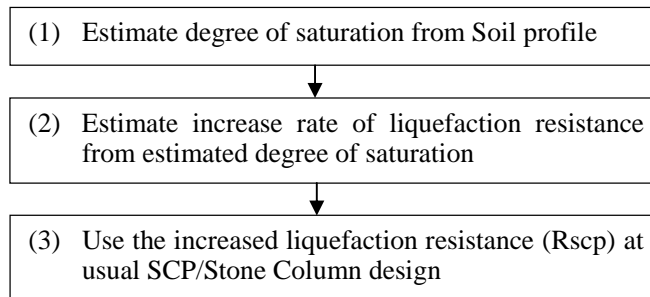 (1) Estimate degree of saturation from Soil profile
(2) Estimate increase rate of liquefaction resistance
from estimated degree of saturation
(3) Use the increased liquefaction resistance (Rscp) at
usual SCP/Stone Column design